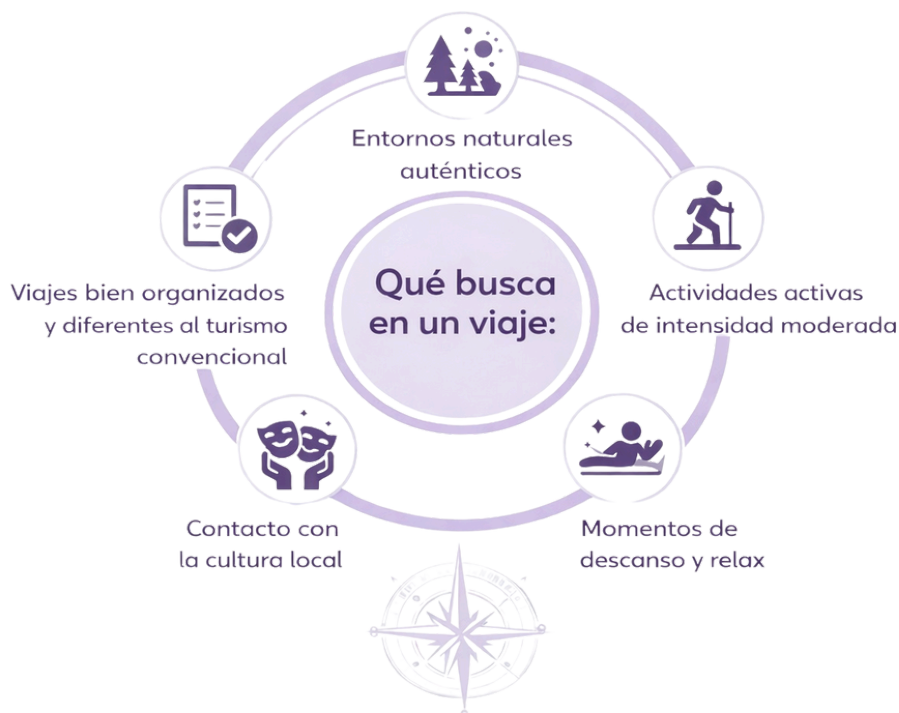 Entornos naturales
auténticos
Qué busca
en un viaje:
Viajes bien organizados
y diferentes al turismo
convencional
Actividades activas
de intensidad moderada
Contacto con
la cultura local
Momentos de
descanso y relax